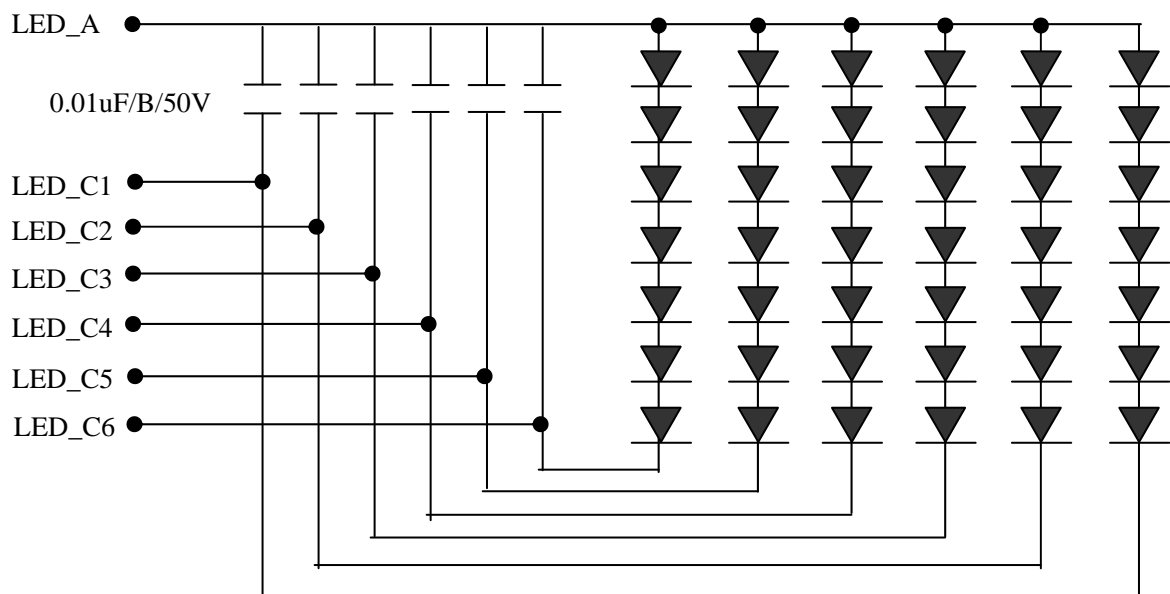 LED_A
0.01uF/B/50V
LED_C1
LED_C2
LED_C3
LED_C4
LED_C5
LED_C6